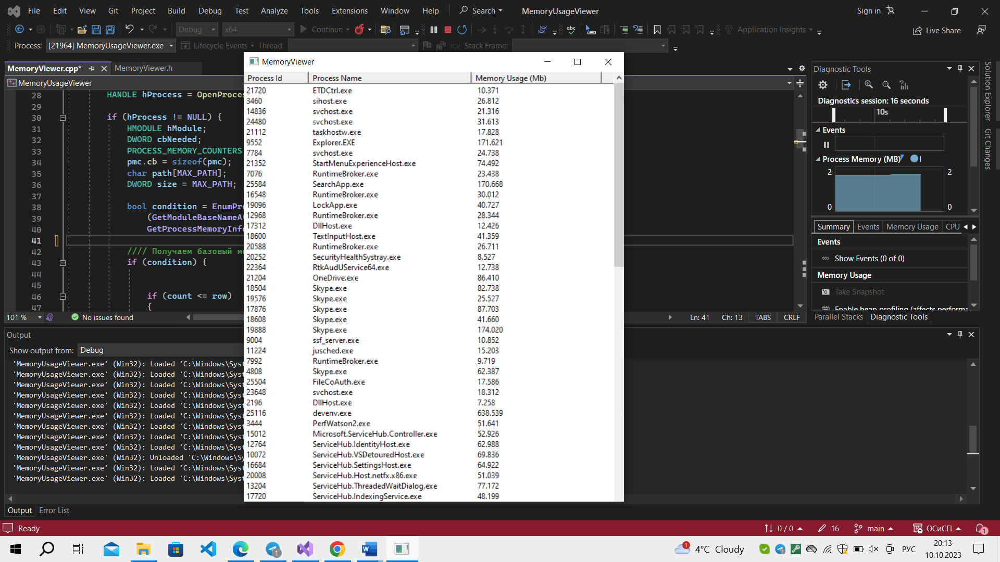 File Edit View Git Project Build Debug Test Analyze Tools Extensions Window Help Search MemoryUsageViewer Sign in
Debug x64 Continue Application Insights Live Share
Process: [21964] MemoryUsageViewer.exe Lifecycle Events Thread: Stack Frame:
MemoryViewer.cpp* MemoryViewer.h
MemoryUsageViewer
28 HANDLE hProcess =
29
30 if (hProcess != NULL) {
31 HMODULE hModule;
32 DWORD cbNeeded;
33 PROCESS_MEMORY_COUNTERS
34 pmc.cb = sizeof(pmc);
35 char path[MAX_PATH];
36 DWORD size = MAX_PATH;
37
38 bool condition =
39
40
41
42 //// Получаем базовый
43 if (condition) {
44
45
46 if (count <= row)
47 {
101 % No issues found Ln: 41 Ch: 13 TABS CRLF
MemoryViewer
Process Id Process Name Memory Usage (Mb)
21720 ETDCtrl.exe 10.371
3460 sihost.exe 26.812
14836 svchost.exe 21.316
24480 svchost.exe 31.613
21112 taskhostw.exe 17.828
9552 Explorer.EXE 171.621
7784 svchost.exe 24.738
21352 StartMenuExperienceHost.exe 74.492
7076 RuntimeBroker.exe 23.438
25584 SearchApp.exe 170.668
16548 RuntimeBroker.exe 30.012
19096 LockApp.exe 40.727
12968 RuntimeBroker.exe 28.344
17312 DllHost.exe 12.426
18600 TextInputHost.exe 41.359
20588 RuntimeBroker.exe 26.711
20252 SecurityHealthSystray.exe 8.527
22364 RtkAudUService64.exe 12.738
21204 OneDrive.exe 86.410
18504 Skype.exe 82.738
19576 Skype.exe 25.527
17876 Skype.exe 87.703
18608 Skype.exe 41.660
19888 Skype.exe 174.020
9004 ssf_server.exe 10.852
11224 jusched.exe 15.203
7992 RuntimeBroker.exe 9.719
4808 Skype.exe 62.387
25504 FileCoAuth.exe 17.586
23648 svchost.exe 18.312
2196 DllHost.exe 7.258
25116 devenv.exe 638.539
3444 PerfWatson2.exe 51.641
15012 Microsoft.ServiceHub.Controller.exe 52.926
12764 ServiceHub.IdentityHost.exe 62.988
10072 ServiceHub.VSDetouredHost.exe 69.836
16684 ServiceHub.SettingsHost.exe 64.922
20008 ServiceHub.Host.netfx.x86.exe 51.039
13204 ServiceHub.ThreadedWaitDialog.exe 77.172
17720 ServiceHub.IndexingService.exe 48.199
Diagnostic Tools
Diagnostics session: 16 seconds
10s
Events
Process Memory (MB)
2 2
0 0
Summary Events Memory Usage CPU
Events
Show Events (0 of 0)
Memory Usage
Take Snapshot
Enable heap profiling (affects
Parallel Stacks Diagnostic Tools
Solution Explorer
Git Changes
Output
Show output from: Debug
'MemoryUsageViewer.exe' (Win32): Loaded 'C:\Windows\Syst
'MemoryUsageViewer.exe' (Win32): Loaded 'C:\Windows\Syst
'MemoryUsageViewer.exe' (Win32): Loaded 'C:\Windows\Syst
'MemoryUsageViewer.exe' (Win32): Loaded 'C:\Windows\Syst
'MemoryUsageViewer.exe' (Win32): Loaded 'C:\Windows\Syst
'MemoryUsageViewer.exe' (Win32): Loaded 'C:\Windows\Syst
'MemoryUsageViewer.exe' (Win32): Loaded 'C:\Windows\Syst
'MemoryUsageViewer.exe' (Win32): Loaded 'C:\Windows\Syst
'MemoryUsageViewer.exe' (Win32): Loaded 'C:\Windows\Syst
'MemoryUsageViewer.exe' (Win32): Unloaded 'C:\Windows\Sy
'MemoryUsageViewer.exe' (Win32): Loaded 'C:\Windows\Syst
'MemoryUsageViewer.exe' (Win32): Loaded 'C:\Windows\Syst
Output Error List
Ready 0 / 0 16 main ОСиСП 1
1 1 4°C Cloudy РУС 20:13
10.10.2023